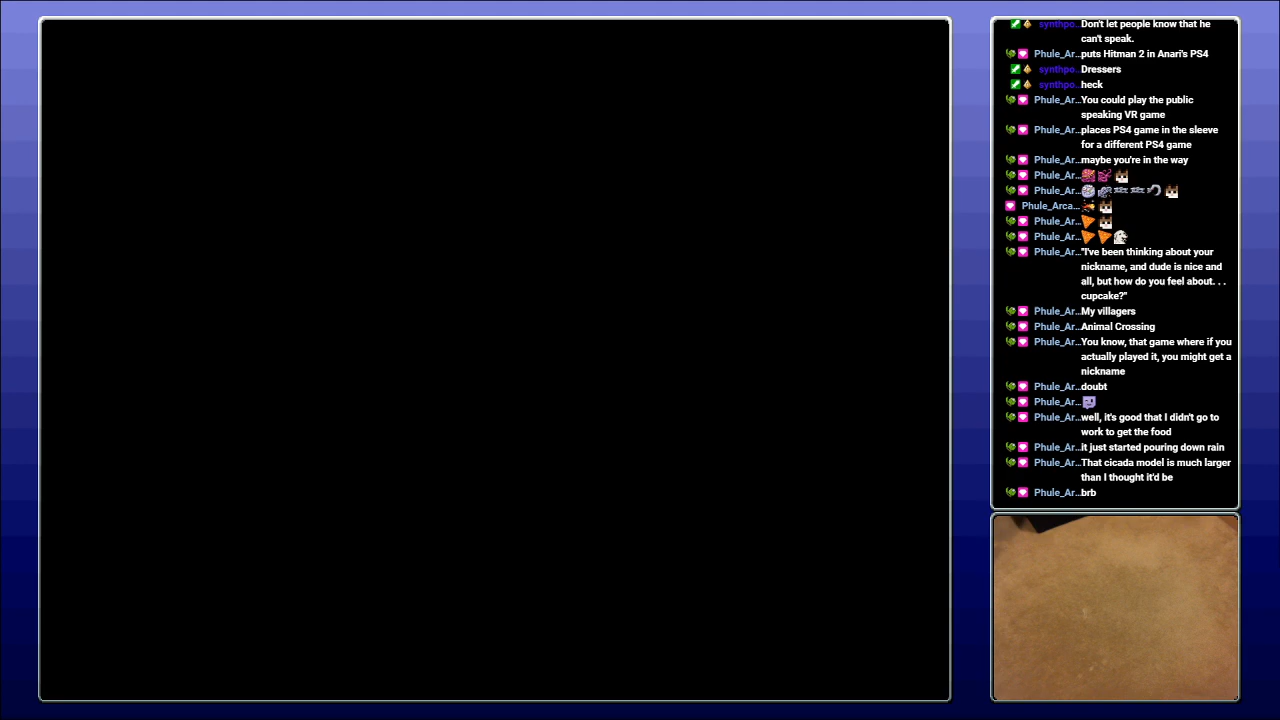 synthpo.. Don't let people know that he
can't speak.
Phule_Ar...puts Hitman 2 in Anari's PS4
synthpo.. Dressers
synthpo.. heck
Phule_Ar...You could play the public
speaking VR game
Phule_Ar...places PS4 game in the sleeve
for a different PS4 game
Phule_Ar...maybe you're in the way
Phule_Ar...
Phule_Ar...
Phule_Arca...
Phule_Ar...
Phule_Ar...
Phule_Ar..."I've been thinking about your
nickname, and dude is nice and
all, but how do you feel about. . .
cupcake?"
Phule_Ar...My villagers
Phule_Ar...Animal Crossing
Phule_Ar...You know, that game where if you
actually played it, you might get a
nickname
Phule_Ar...doubt
Phule_Ar...
Phule_Ar...well, it's good that I didn't go to
work to get the food
Phule_Ar...it just started pouring down rain
Phule_Ar...That cicada model is much larger
than I thought it'd be
Phule_Ar...brb